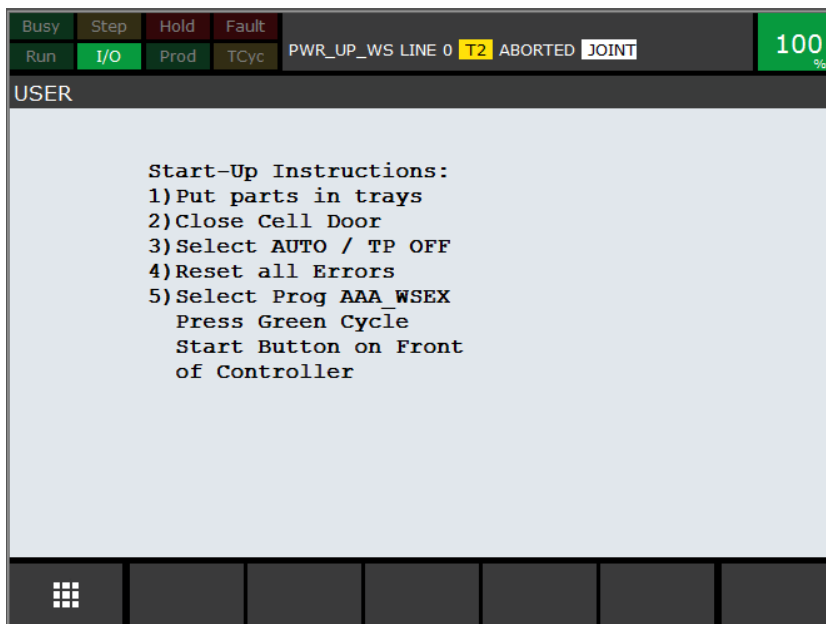 Busy Step Hold Fault
Run I/O Prod TCyc PWR_UP_WS LINE 0 T2 ABORTED JOINT 100 %
USER
Start-Up Instructions:
1)Put parts in trays
2)Close Cell Door
3)Select AUTO / TP OFF
4)Reset all Errors
5)Select Prog AAA_WSEX
Press Green Cycle
Start Button on Front
of Controller